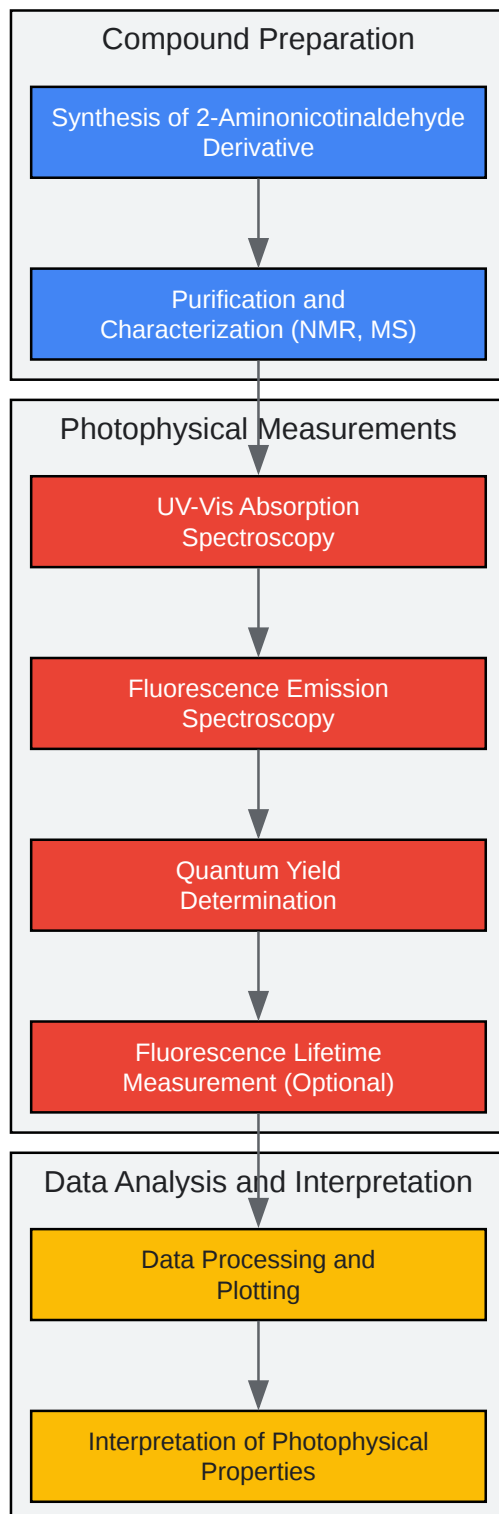 Compound Preparation
Synthesis of 2-Aminonicotinaldehyde
Derivative
Purification and
Characterization (NMR, MS)
Photophysical Measurements
UV-Vis Absorption
Spectroscopy
Fluorescence Emission
Spectroscopy
Quantum Yield
Determination
Fluorescence Lifetime
Measurement (Optional)
Data Analysis and Interpretation
Data Processing and
Plotting
Interpretation of Photophysical
Properties